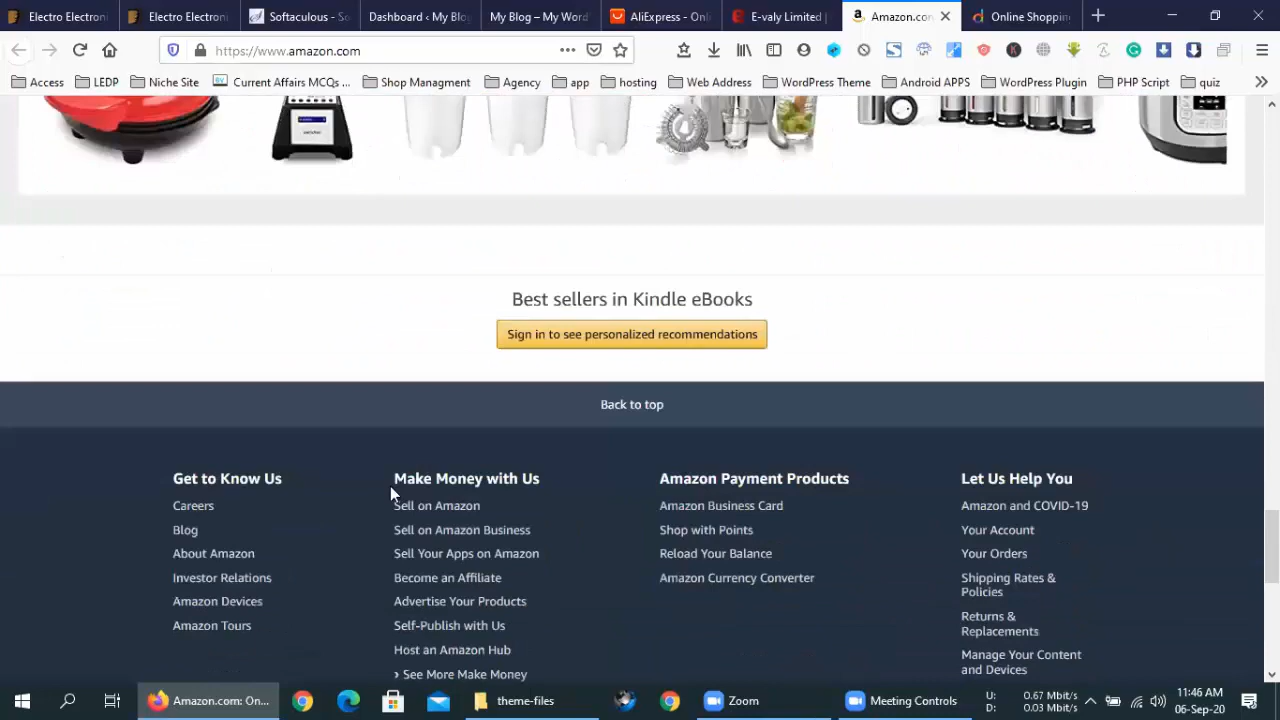 Electro Electroni
Electro Electroni
Softaculous - So
Dashboard ‹ My Blog
My Blog – My Word
AliExpress - Onli
E-valy Limited |
Amazon.com
Online Shopping
https://www.amazon.com
Access
LEDP
Niche Site
Current Affairs MCQs ...
Shop Managment
Agency
app
hosting
Web Address
WordPress Theme
Android APPS
WordPress Plugin
PHP Script
quiz
Best sellers in Kindle eBooks
Sign in to see personalized recommendations
Back to top
Get to Know Us
Careers
Blog
About Amazon
Investor Relations
Amazon Devices
Amazon Tours
Make Money with Us
Sell on Amazon
Sell on Amazon Business
Sell Your Apps on Amazon
Become an Affiliate
Advertise Your Products
Self-Publish with Us
Host an Amazon Hub
› See More Make Money
Amazon Payment Products
Amazon Business Card
Shop with Points
Reload Your Balance
Amazon Currency Converter
Let Us Help You
Amazon and COVID-19
Your Account
Your Orders
Shipping Rates &
Policies
Returns &
Replacements
Manage Your Content
and Devices
Amazon.com: On...
theme-files
Zoom
Meeting Controls
U: 0.67 Mbit/s
D: 0.03 Mbit/s
11:46 AM
06-Sep-20